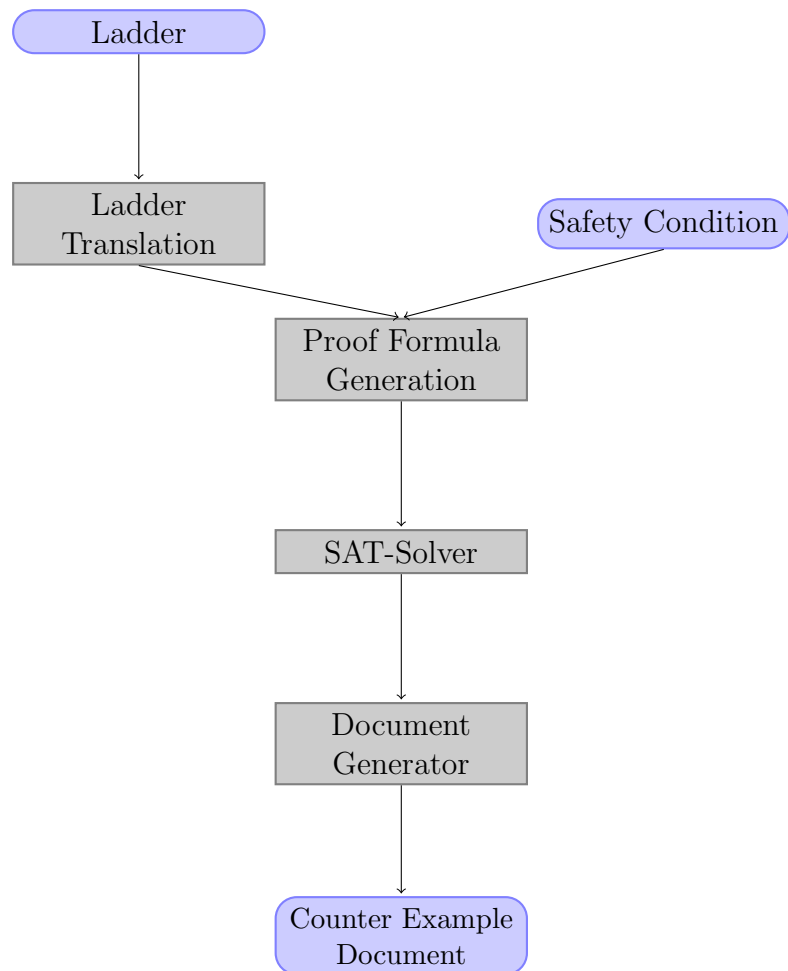 Ladder
Ladder
Translation
Safety Condition
Proof Formula
Generation
SAT-Solver
Document
Generator
Counter Example
Document